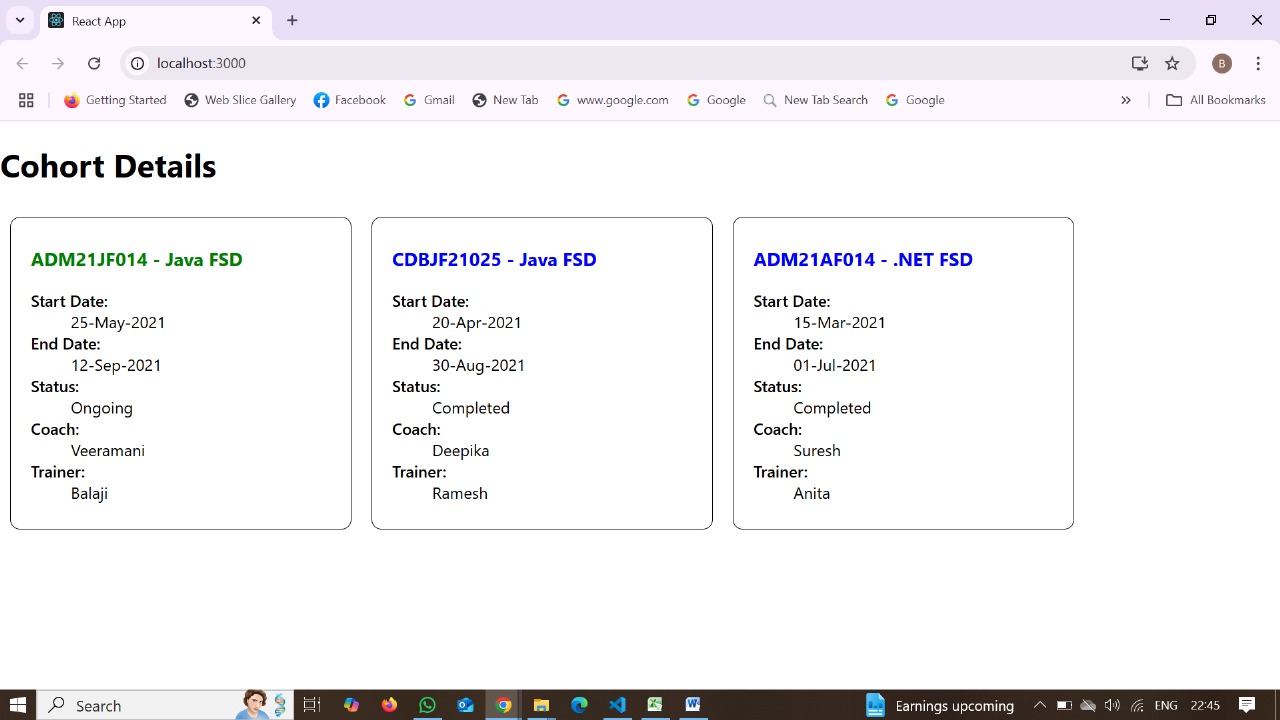 React App
localhost:3000
B
Getting Started Web Slice Gallery Facebook Gmail New Tab www.google.com Google New Tab Search Google All Bookmarks
Cohort Details
ADM21JF014 - Java FSD
Start Date:
25-May-2021
End Date:
12-Sep-2021
Status:
Ongoing
Coach:
Veeramani
Trainer:
Balaji
CDBJF21025 - Java FSD
Start Date:
20-Apr-2021
End Date:
30-Aug-2021
Status:
Completed
Coach:
Deepika
Trainer:
Ramesh
ADM21AF014 - .NET FSD
Start Date:
15-Mar-2021
End Date:
01-Jul-2021
Status:
Completed
Coach:
Suresh
Trainer:
Anita
Search Earnings upcoming ENG 22:45